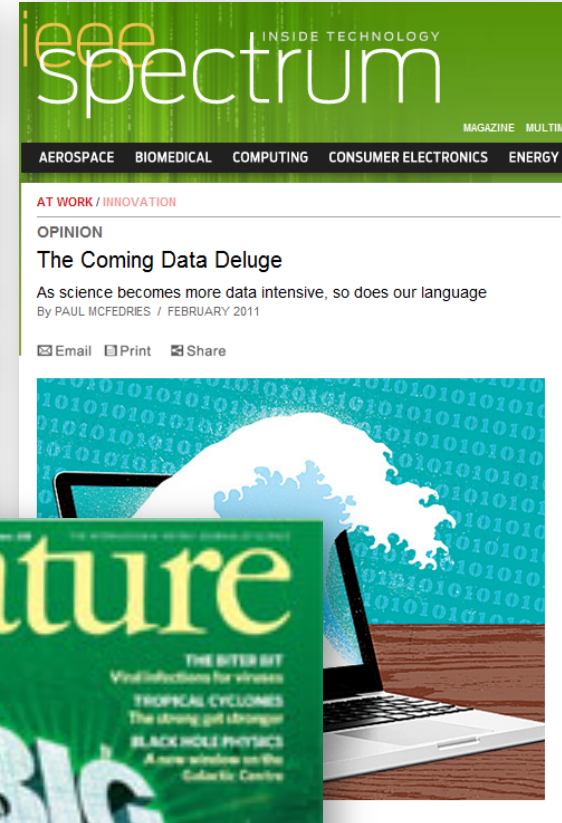 ieee
spectrum
INSIDE TECHNOLOGY
MAGAZINE MULTIM
AEROSPACE BIOMEDICAL COMPUTING CONSUMER ELECTRONICS ENERGY
AT WORK / INNOVATION
OPINION
The Coming Data Deluge
As science becomes more data intensive, so does our language
By PAUL MCFEDRIES / FEBRUARY 2011
Email Print Share
ature
THE BITER BIT
Viral infections for viruses
TROPICAL CYCLONES
The strong get stronger
BLACK HOLE PHYSICS
A new window on the
Galactic Centre
BIG